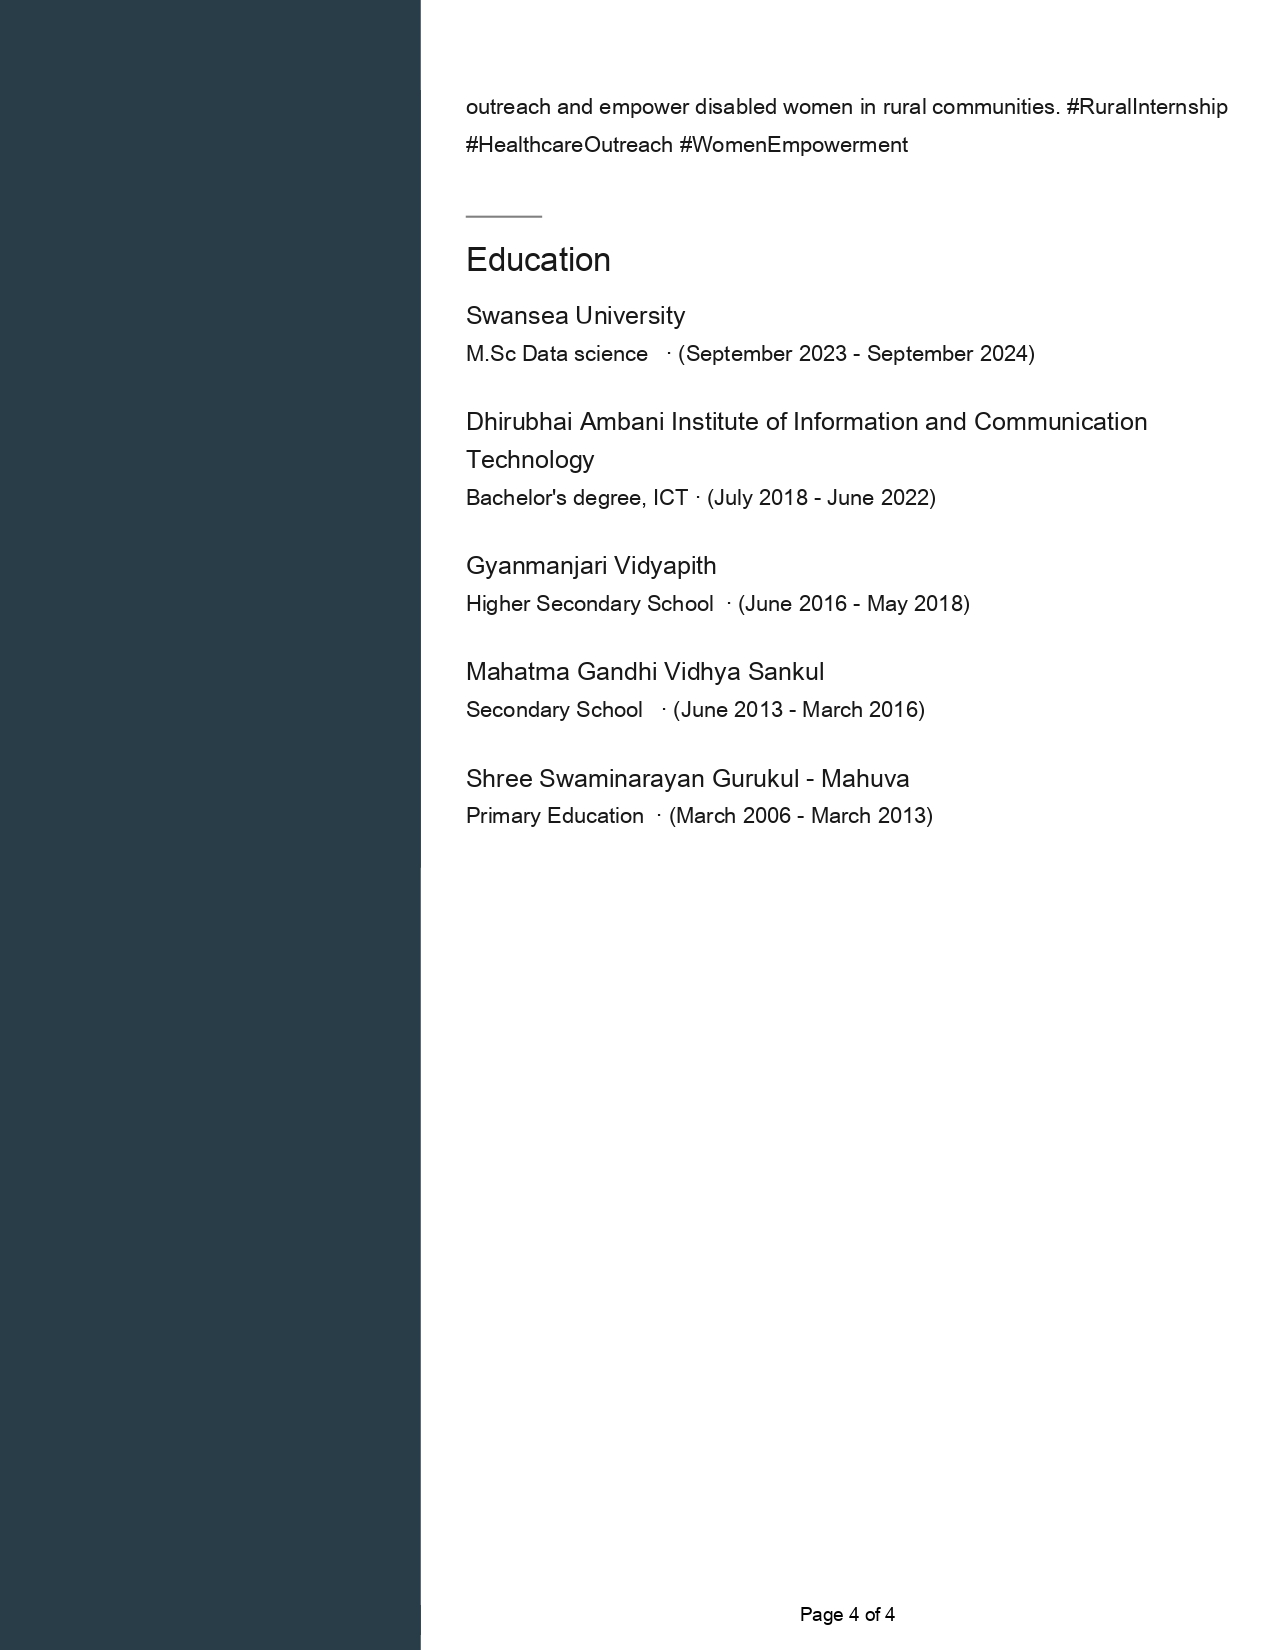 outreach and empower disabled women in rural communities. #RuralInternship
#HealthcareOutreach #WomenEmpowerment
Education
Swansea University
M.Sc Data science · (September 2023 - September 2024)
Dhirubhai Ambani Institute of Information and Communication
Technology
Bachelor's degree, ICT · (July 2018 - June 2022)
Gyanmanjari Vidyapith
Higher Secondary School · (June 2016 - May 2018)
Mahatma Gandhi Vidhya Sankul
Secondary School · (June 2013 - March 2016)
Shree Swaminarayan Gurukul - Mahuva
Primary Education · (March 2006 - March 2013)
Page 4 of 4